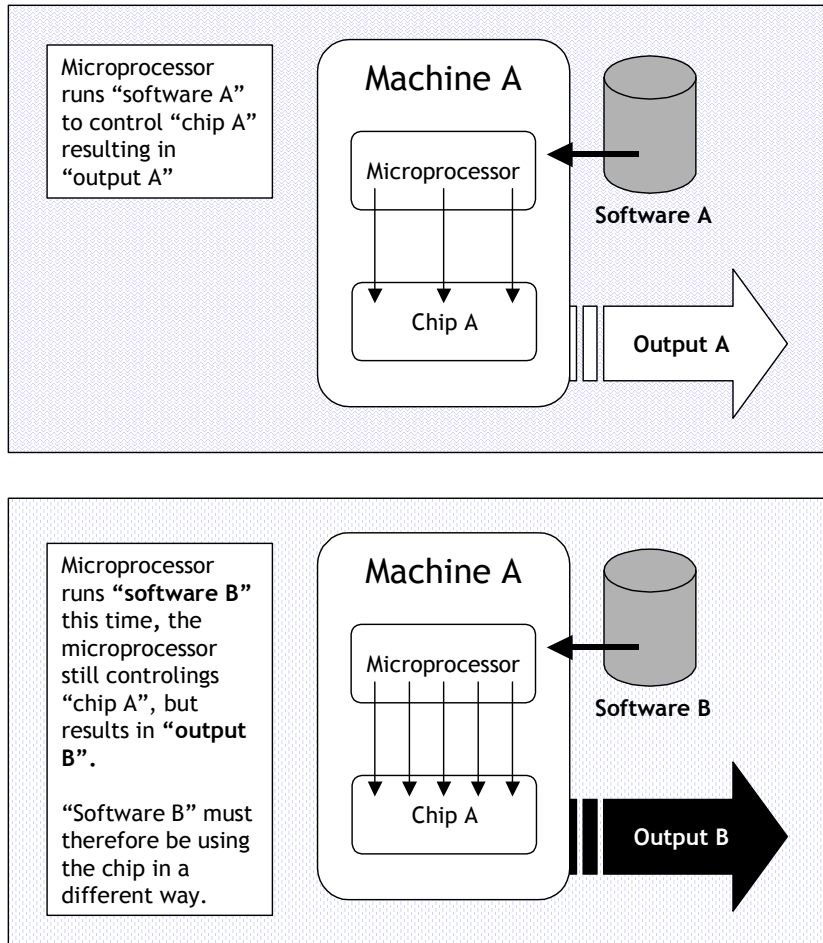 Microprocessor
runs “software A”
to control “chip A”
resulting in
“output A”
Machine A
Microprocessor
Software A
Chip A
Output A
Microprocessor
runs “software B”
this time, the
microprocessor
still controlings
“chip A”, but
results in “output
B”.
“Software B” must
therefore be using
the chip in a
different way.
Machine A
Microprocessor
Software B
Chip A
Output B